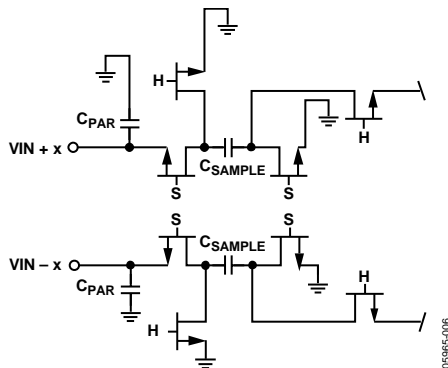 H
C_PAR
VIN + x
C_SAMPLE
H
S
S
S
S
C_SAMPLE
VIN – x
C_PAR
H
H
05965-006